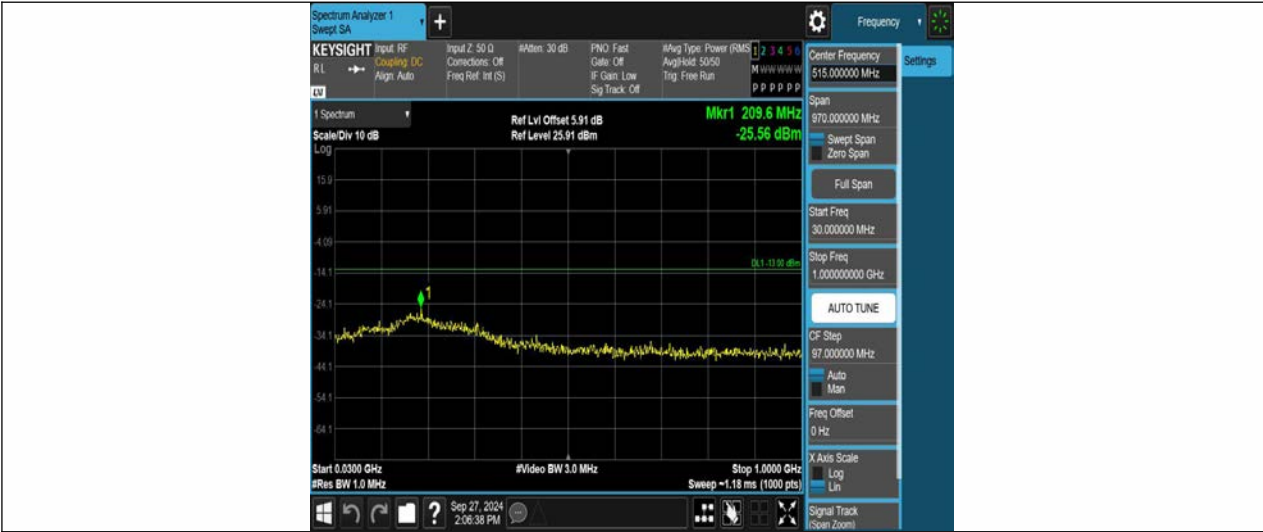 Spectrum Analyzer 1
Swept SA
Frequency
KEYSIGHT
RL
Input: RF
Coupling: DC
Align: Auto
Input Z: 50 Ω
Corrections: Off
Freq Ref: Int (S)
#Atten: 30 dB
PNO: Fast
Gate: Off
IF Gain: Low
Sig Track: Off
#Avg Type: Power (RMS
Avg|Hold: 50/50
Trig: Free Run
1 2 3 4 5 6
M W W W W W
P P P P P P
1 Spectrum
Scale/Div 10 dB
Log
Ref Lvl Offset 5.91 dB
Ref Level 25.91 dBm
Mkr1 209.6 MHz
-25.56 dBm
15.9
5.91
-4.09
-14.1
-24.1
-34.1
-44.1
-54.1
-64.1
DL1 -13.00 dBm
1
Start 0.0300 GHz
#Res BW 1.0 MHz
#Video BW 3.0 MHz
Stop 1.0000 GHz
Sweep ~1.18 ms (1000 pts)
?
Sep 27, 2024
2:06:38 PM
Center Frequency
515.000000 MHz
Settings
Span
970.000000 MHz
Swept Span
Zero Span
Full Span
Start Freq
30.000000 MHz
Stop Freq
1.000000000 GHz
AUTO TUNE
CF Step
97.000000 MHz
Auto
Man
Freq Offset
0 Hz
X Axis Scale
Log
Lin
Signal Track
(Span Zoom)